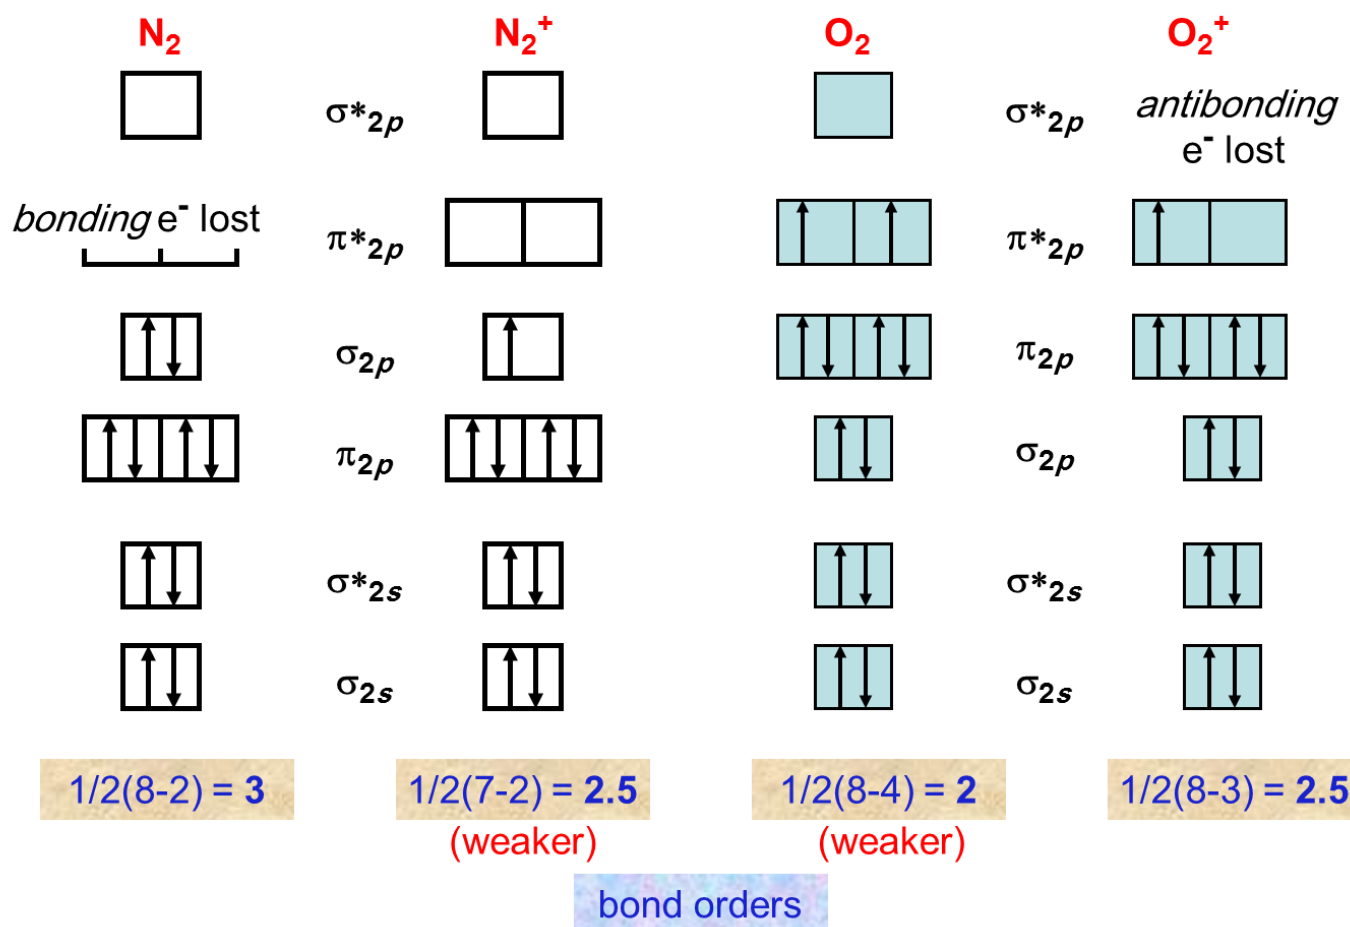 N₂ N₂⁺ O₂ O₂⁺
σ*₂ₚ σ*₂ₚ antibonding
e⁻ lost
bonding e⁻ lost π*₂ₚ π*₂ₚ
σ₂ₚ π₂ₚ
π₂ₚ σ₂ₚ
σ*₂ₛ σ*₂ₛ
σ₂ₛ σ₂ₛ
1/2(8-2) = 3 1/2(7-2) = 2.5 1/2(8-4) = 2 1/2(8-3) = 2.5
(weaker) (weaker)
bond orders